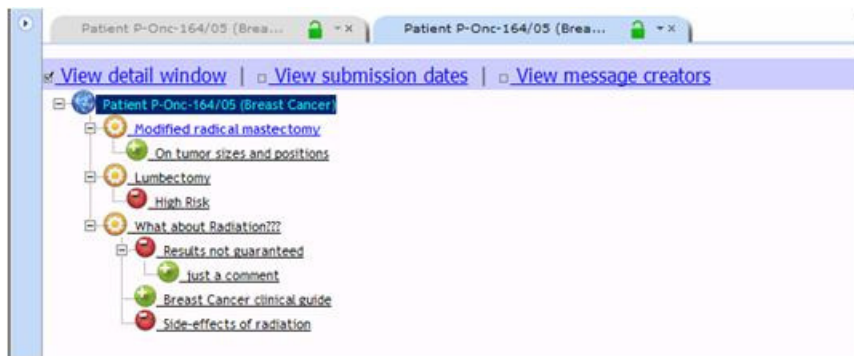 Patient P-Onc-164/05 (Brea... Patient P-Onc-164/05 (Brea...
View detail window | View submission dates | View message creators
Patient P-Onc-164/05 (Breast Cancer)
Modified radical mastectomy
On tumor sizes and positions
Lumbectomy
High Risk
What about Radiation???
Results not guaranteed
just a comment
Breast Cancer clinical guide
Side-effects of radiation